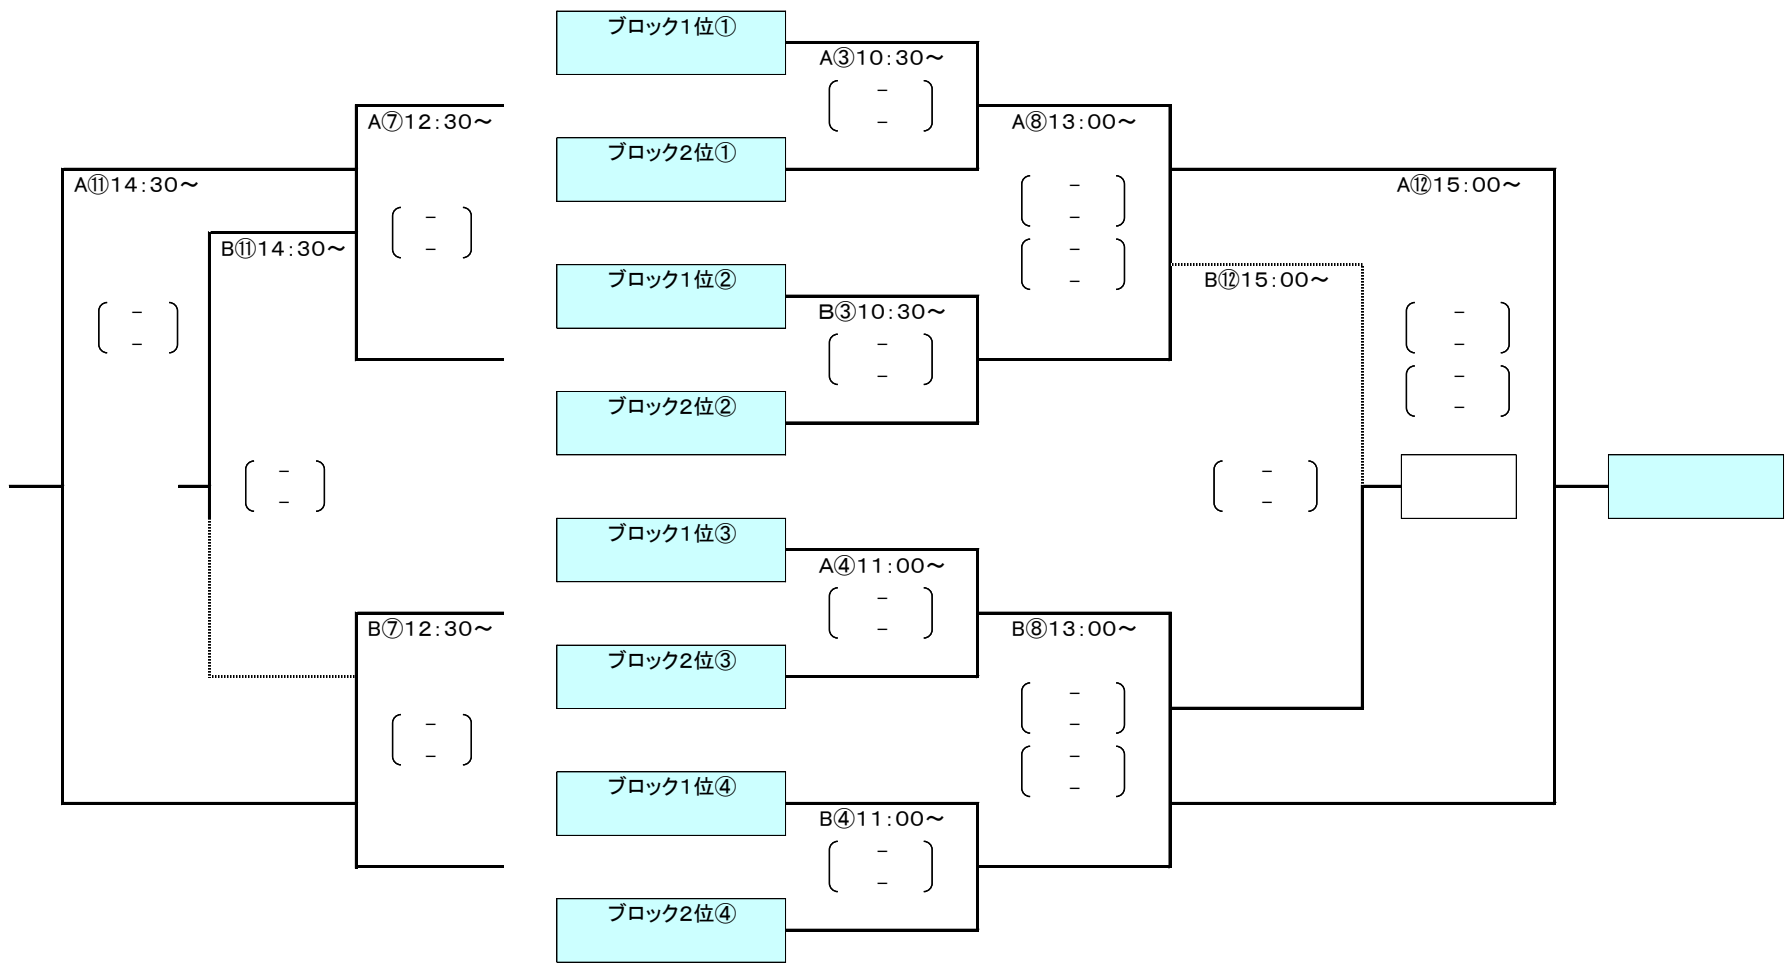 ブロック1位①
A③10:30～
-
-
A⑦12:30～
A⑧13:00～
ブロック2位①
A⑪14:30～
A⑫15:00～
-
-
-
-
B⑪14:30～
-
-
ブロック1位②
B⑫15:00～
B③10:30～
-
-
-
-
-
-
-
-
ブロック2位②
-
-
-
-
ブロック1位③
A④11:00～
-
-
B⑦12:30～
B⑧13:00～
ブロック2位③
-
-
-
-
-
-
ブロック1位④
B④11:00～
-
-
ブロック2位④